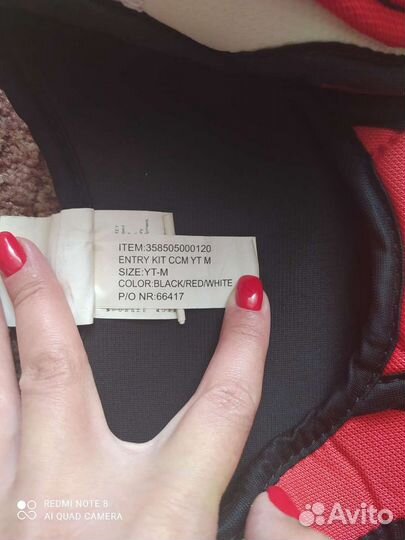 ITEM:358505000120
ENTRY KIT CCM YT M
SIZE:YT-M
COLOR:BLACK/RED/WHITE
P/O NR:66417
REDMI NOTE 8
AI QUAD CAMERA
Avito